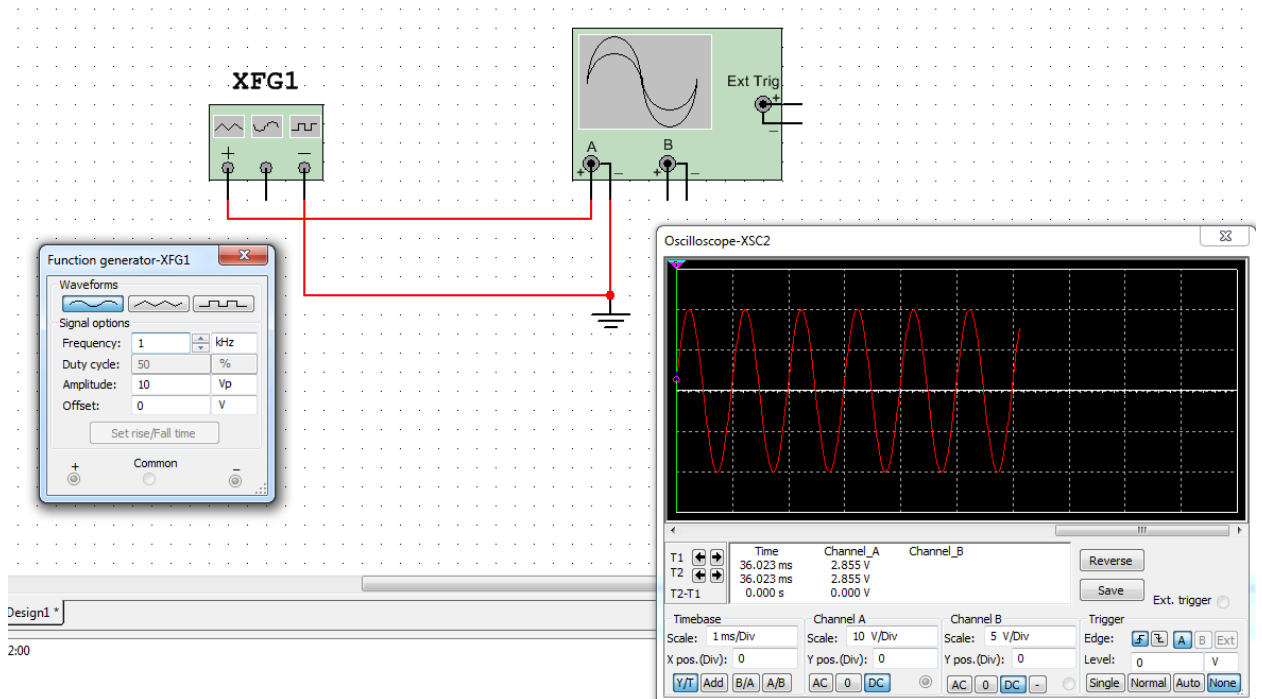 XFG1
+
−
Ext Trig
+
−
A
B
+
−
+
−
Function generator-XFG1
Waveforms
Signal options
Frequency: 1 kHz
Duty cycle: 50 %
Amplitude: 10 Vp
Offset: 0 V
Set rise/Fall time
+ Common −
Oscilloscope-XSC2
Time Channel_A Channel_B
T1 36.023 ms 2.855 V
T2 36.023 ms 2.855 V
T2-T1 0.000 s 0.000 V
Reverse
Save
Ext. trigger
Timebase
Scale: 1 ms/Div
X pos.(Div): 0
Y/T Add B/A A/B
Channel A
Scale: 10 V/Div
Y pos.(Div): 0
AC 0 DC
Channel B
Scale: 5 V/Div
Y pos.(Div): 0
AC 0 DC -
Trigger
Edge: A B Ext
Level: 0 V
Single Normal Auto None
Design1 *
2:00